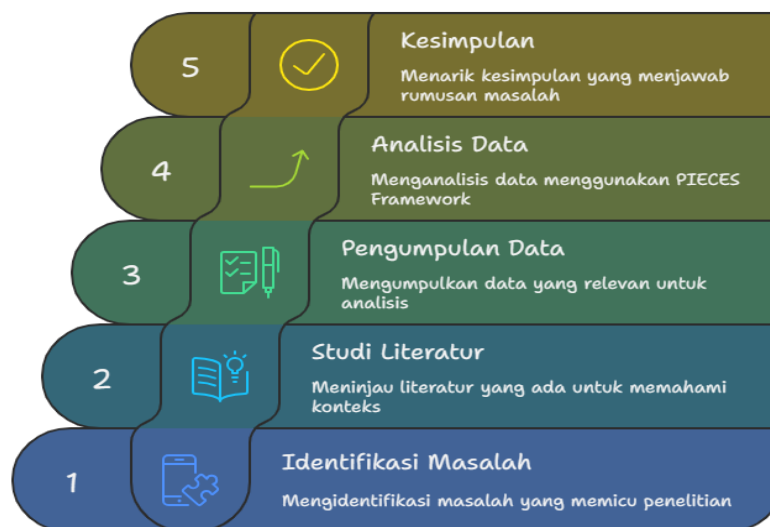 5
Kesimpulan
Menarik kesimpulan yang menjawab
rumusan masalah
4
Analisis Data
Menganalisis data menggunakan PIECES
Framework
3
Pengumpulan Data
Mengumpulkan data yang relevan untuk
analisis
2
Studi Literatur
Meninjau literatur yang ada untuk memahami
konteks
1
Identifikasi Masalah
Mengidentifikasi masalah yang memicu penelitian